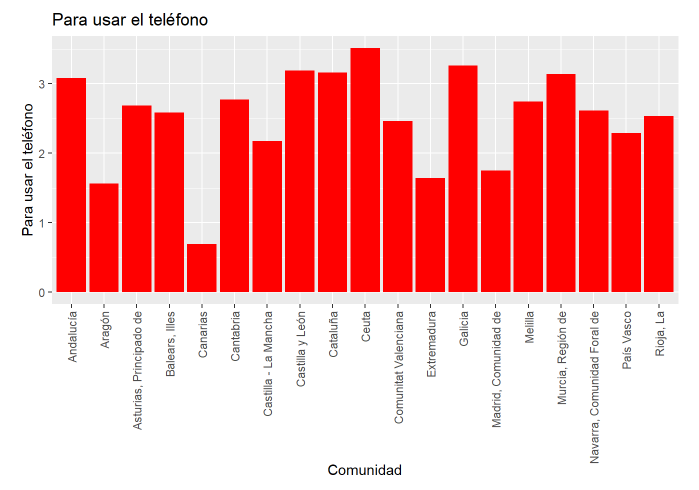 Para usar el teléfono
Para usar el teléfono
3
2
1
0
Andalucía
Aragón
Asturias, Principado de
Balears, Illes
Canarias
Cantabria
Castilla - La Mancha
Castilla y León
Cataluña
Ceuta
Comunitat Valenciana
Extremadura
Galicia
Madrid, Comunidad de
Melilla
Murcia, Región de
Navarra, Comunidad Foral de
País Vasco
Rioja, La
Comunidad